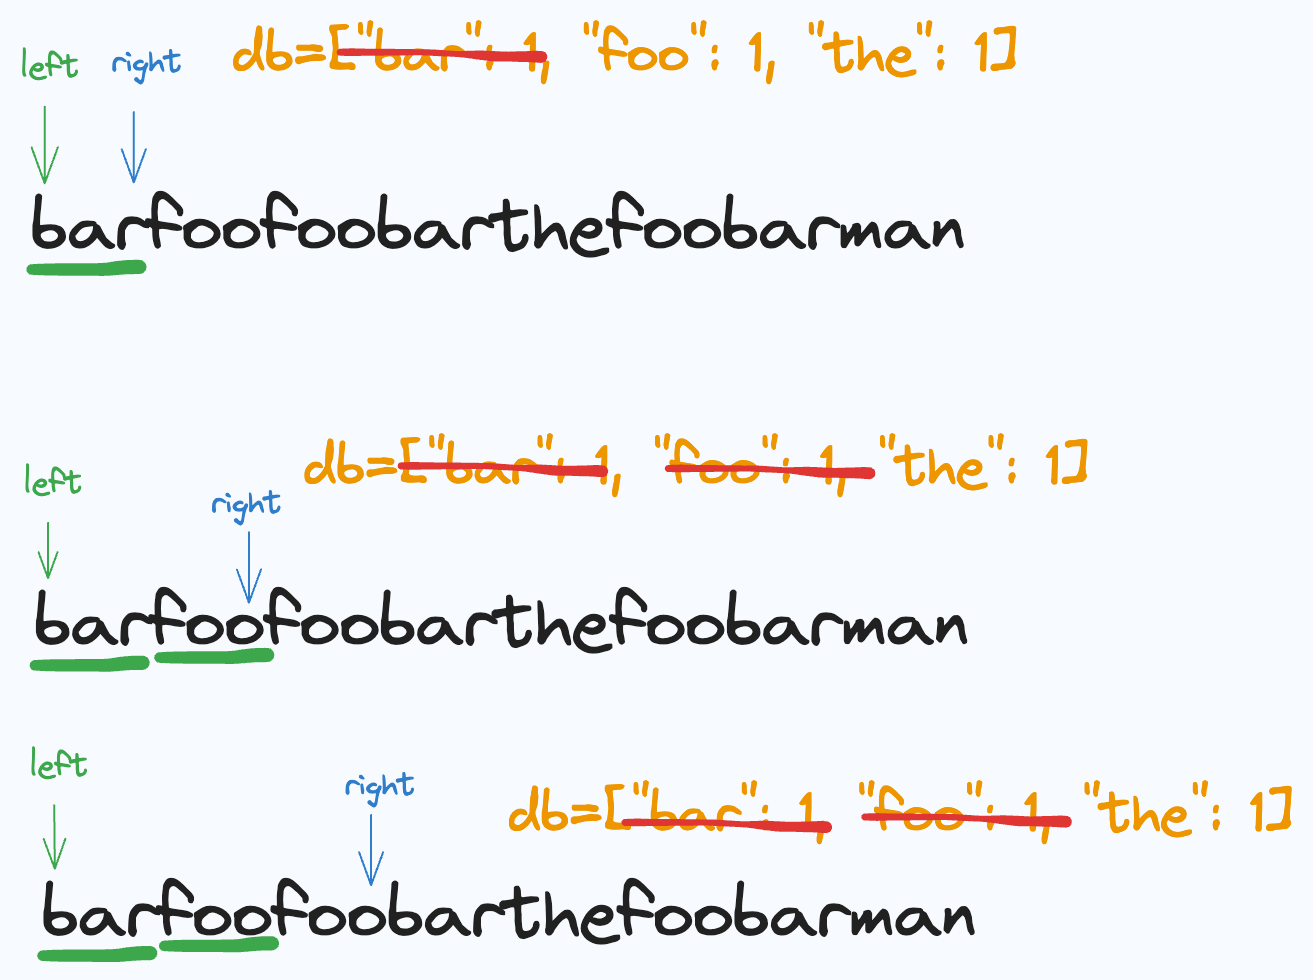 db=["bar": 1, "foo": 1, "the": 1]
left right
barfoofoobarthefoobarman
db=["bar": 1, "foo": 1, "the": 1]
left
right
barfoofoobarthefoobarman
left
right
db=["bar": 1, "foo": 1, "the": 1]
barfoofoobarthefoobarman